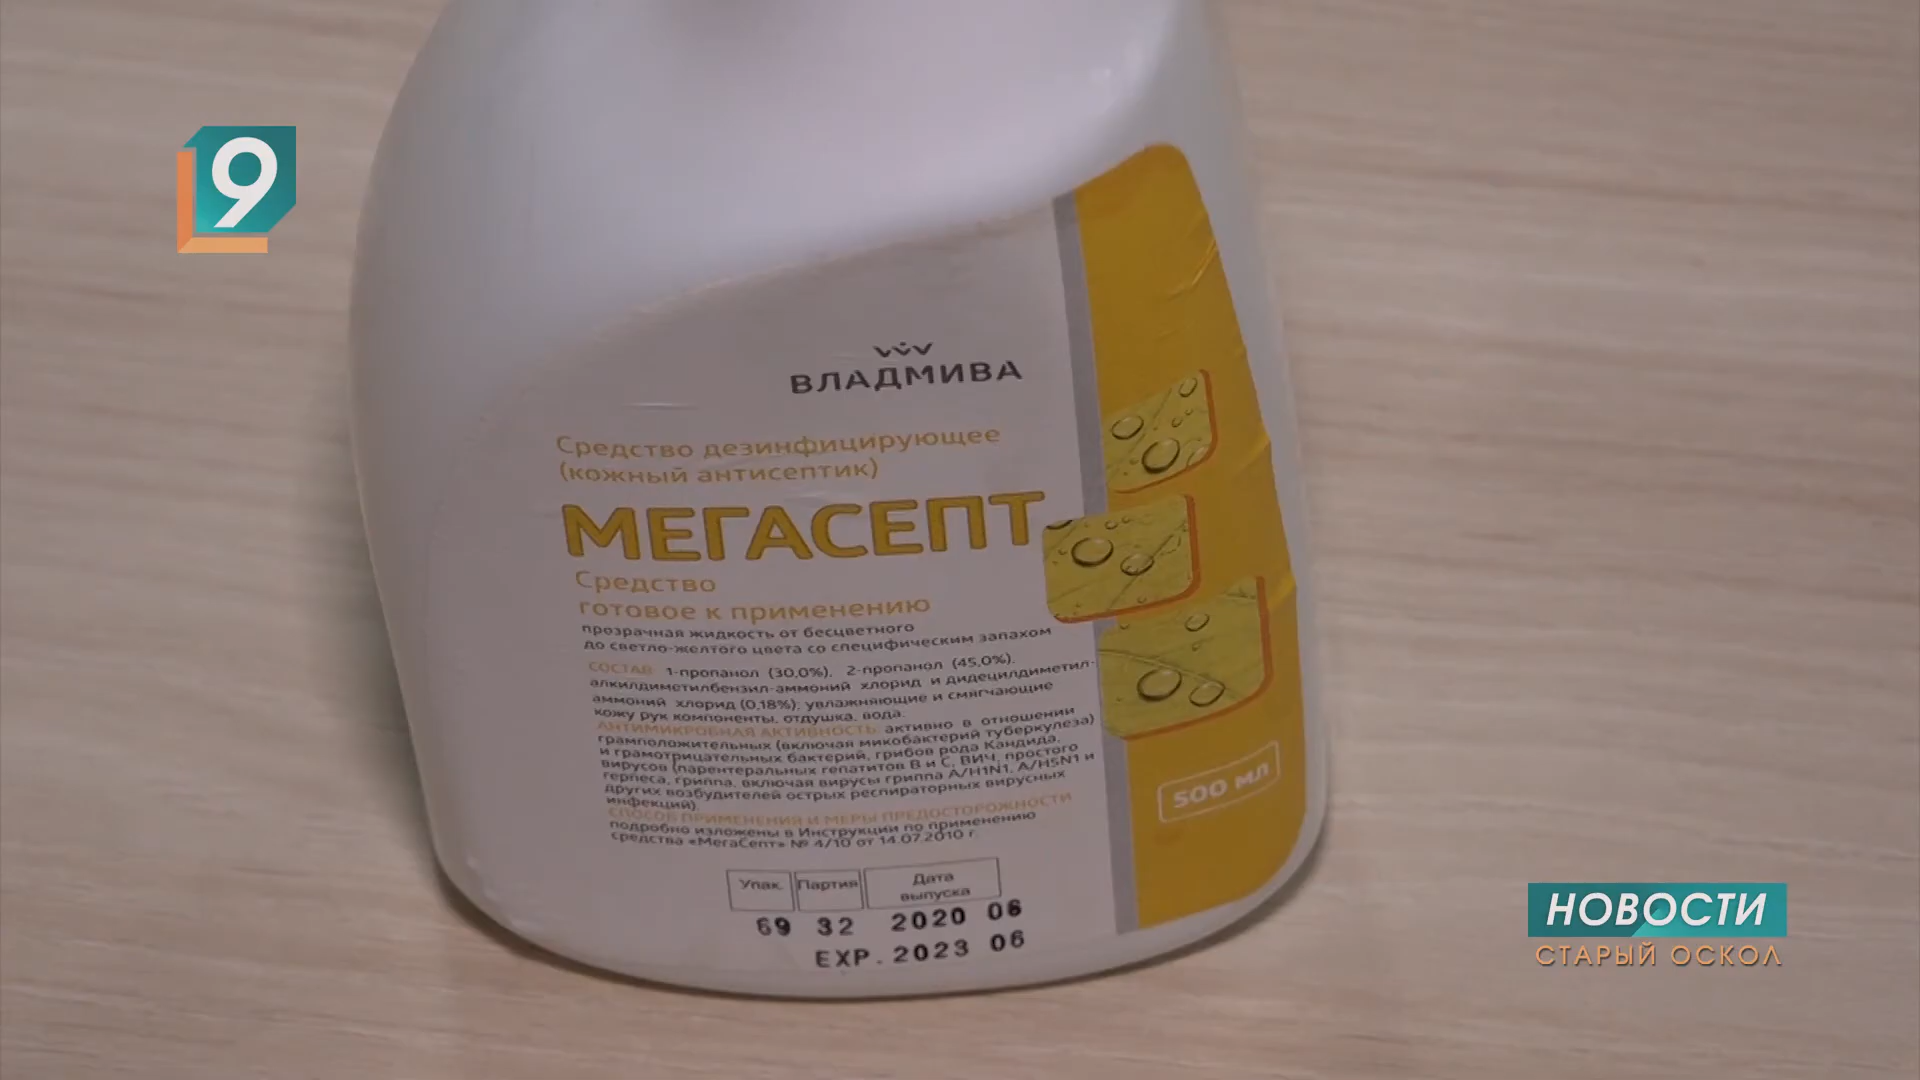 9
ВЛАДМИВА
Средство дезинфицирующее
(кожный антисептик)
МЕГАСЕПТ
Средство
готовое к применению
прозрачная жидкость от бесцветного
до светло-желтого цвета со специфическим запахом
СОСТАВ: 1-пропанол (30,0%), 2-пропанол (45,0%),
алкилдиметилбензил-аммоний хлорид и дидецилдиметил-
аммоний хлорид (0,18%); увлажняющие и смягчающие
кожу рук компоненты, отдушка, вода.
АНТИМИКРОБНАЯ АКТИВНОСТЬ: активно в отношении
грамположительных (включая микобактерий туберкулеза)
и грамотрицательных бактерий, грибов рода Кандида,
вирусов (парентеральных гепатитов В и С, ВИЧ, простого
герпеса, гриппа, включая вирусы гриппа A/H1N1, A/H5N1 и
других возбудителей острых респираторных вирусных
инфекций).
СПОСОБ ПРИМЕНЕНИЯ И МЕРЫ ПРЕДОСТОРОЖНОСТИ
подробно изложены в Инструкции по применению
средства «МегаСепт» № 4/10 от 14.07.2010 г.
500 мл
Упак. Партия Дата выпуска
69 32 2020 06
EXP. 2023 06
НОВОСТИ
СТАРЫЙ ОСКОЛ